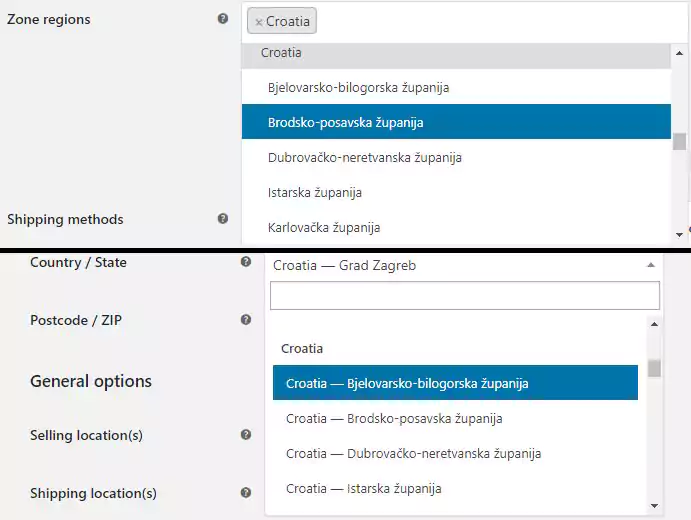 Zone regions
× Croatia
Croatia
Bjelovarsko-bilogorska županija
Brodsko-posavska županija
Dubrovačko-neretvanska županija
Istarska županija
Shipping methods
Karlovačka županija
Country / State
Croatia — Grad Zagreb
Postcode / ZIP
Croatia
General options
Croatia — Bjelovarsko-bilogorska županija
Croatia — Brodsko-posavska županija
Selling location(s)
Croatia — Dubrovačko-neretvanska županija
Croatia — Istarska županija
Shipping location(s)